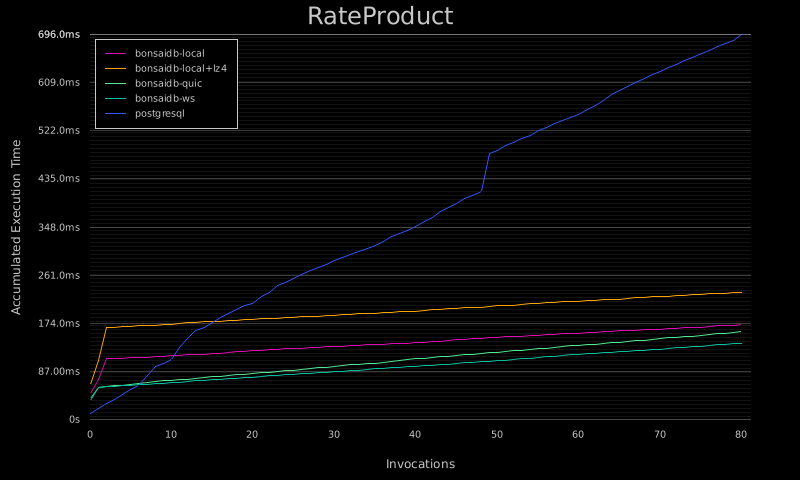 RateProduct
696.0ms
609.0ms
522.0ms
435.0ms
348.0ms
261.0ms
174.0ms
87.00ms
0s
Accumulated Execution Time
bonsaidb-local
bonsaidb-local+lz4
bonsaidb-quic
bonsaidb-ws
postgresql
0 10 20 30 40 50 60 70 80
Invocations